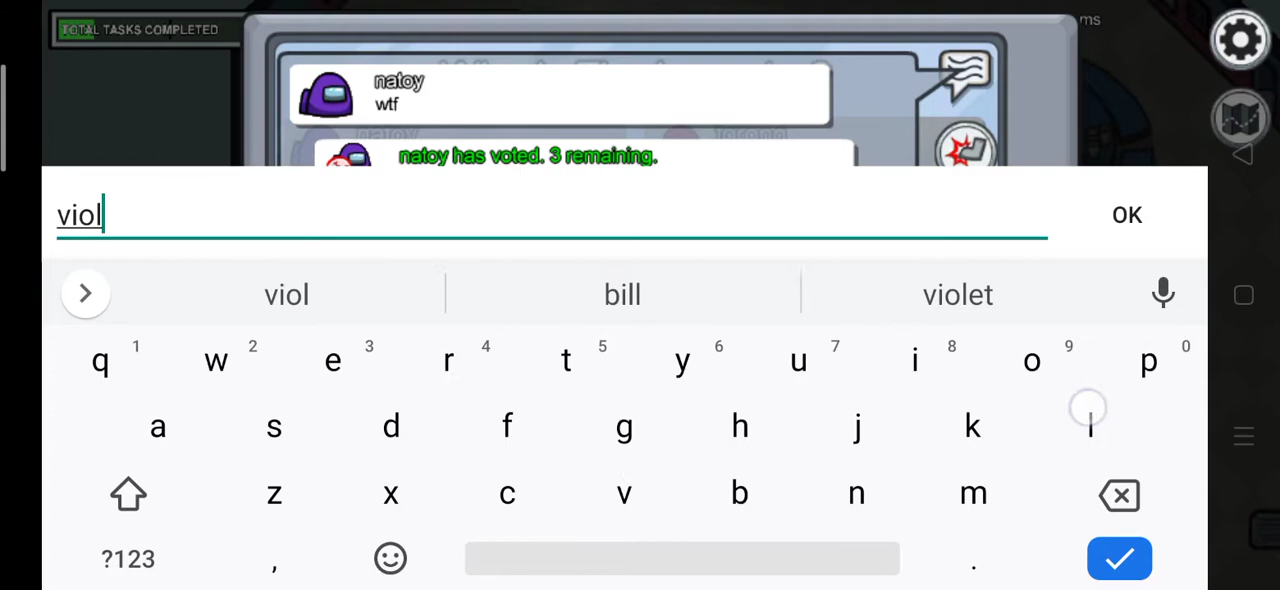 TOTAL TASKS COMPLETED
ms
natoy
wtf
natoy has voted. 3 remaining.
viol
OK
viol bill violet
q 1 w 2 e 3 r 4 t 5 y 6 u 7 i 8 o 9 p 0
a s d f g h j k l
z x c v b n m
?123 , .